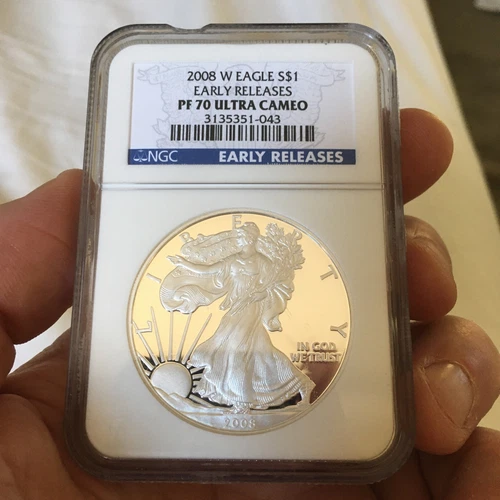 2008 W EAGLE S$1
EARLY RELEASES
PF 70 ULTRA CAMEO
3135351-043
NGC EARLY RELEASES
LIBERTY
IN GOD
WE TRUST
2008